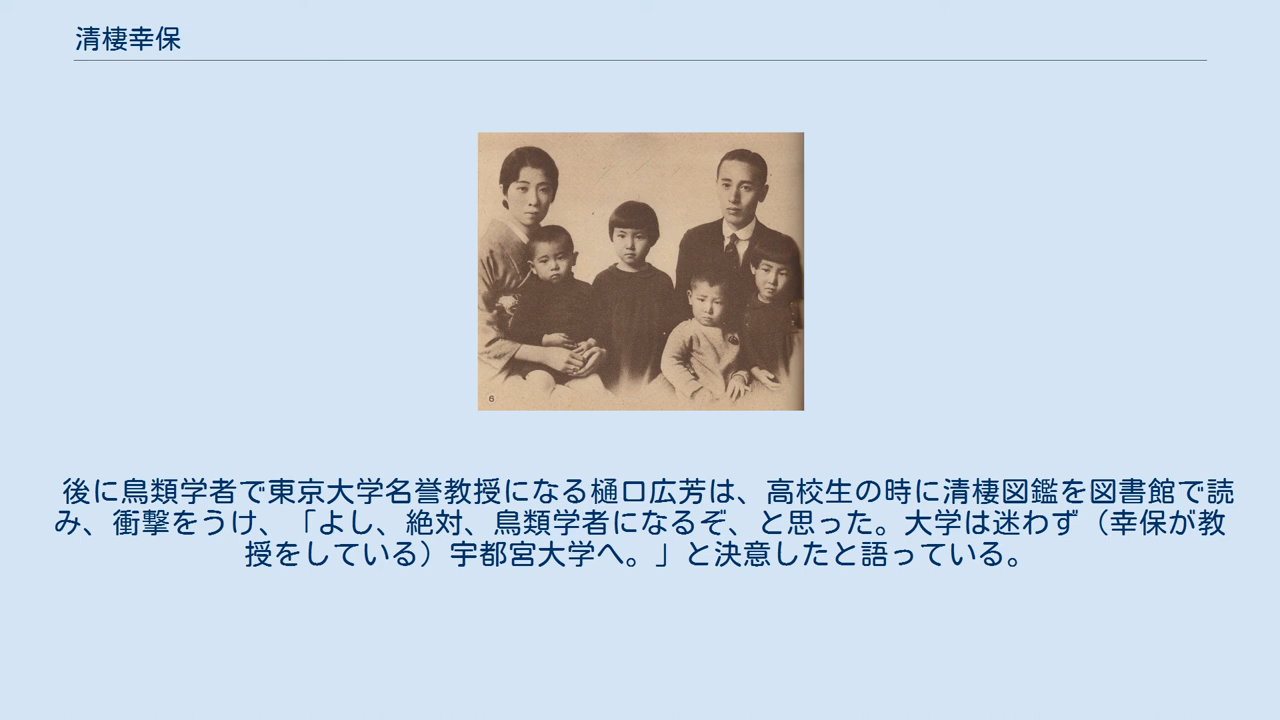 清棲幸保
6
後に鳥類学者で東京大学名誉教授になる樋口広芳は、高校生の時に清棲図鑑を図書館で読
み、衝撃をうけ、「よし、絶対、鳥類学者になるぞ、と思った。大学は迷わず（幸保が教
授をしている）宇都宮大学へ。」と決意したと語っている。